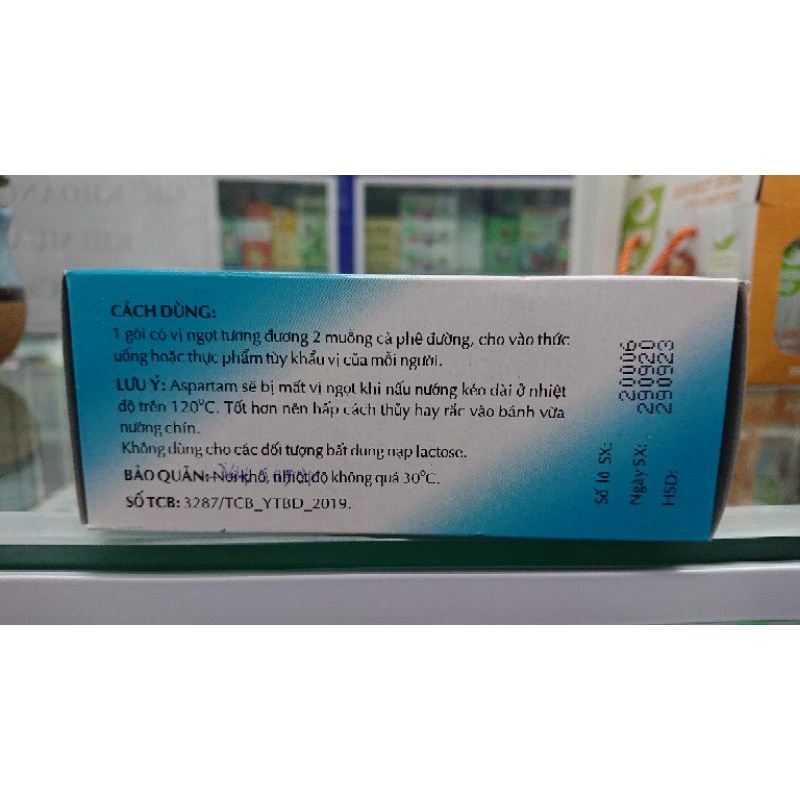 CÁCH DÙNG:
1 gói có vị ngọt tương đương 2 muỗng cà phê đường, cho vào thức
uống hoặc thực phẩm tùy khẩu vị của mỗi người.
LƯU Ý: Aspartam sẽ bị mất vị ngọt khi nấu nướng kéo dài ở nhiệt
độ trên 120°C. Tốt hơn nên hấp cách thủy hay rắc vào bánh vừa
nướng chín.
Không dùng cho các đối tượng bất dung nạp lactose.
BẢO QUẢN: Nơi khô, nhiệt độ không quá 30°C.
SỐ TCB: 3287/TCB_YTBD_2019.
Số lô SX: 20006
Ngày SX: 290920
HSD: 290923